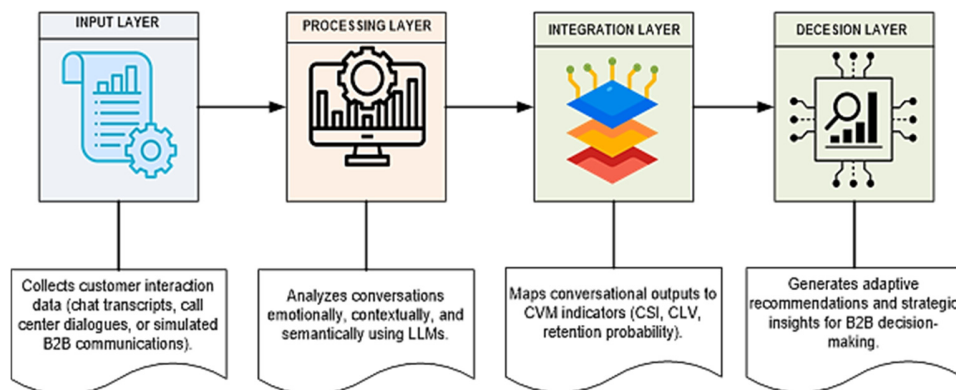 INPUT LAYER
PROCESSING LAYER
INTEGRATION LAYER
DECESION LAYER
Collects customer interaction
data (chat transcripts, call
center dialogues, or simulated
B2B communications).
Analyzes conversations
emotionally, contextually, and
semantically using LLMs.
Maps conversational outputs to
CVM indicators (CSI, CLV,
retention probability).
Generates adaptive
recommendations and strategic
insights for B2B decision-
making.